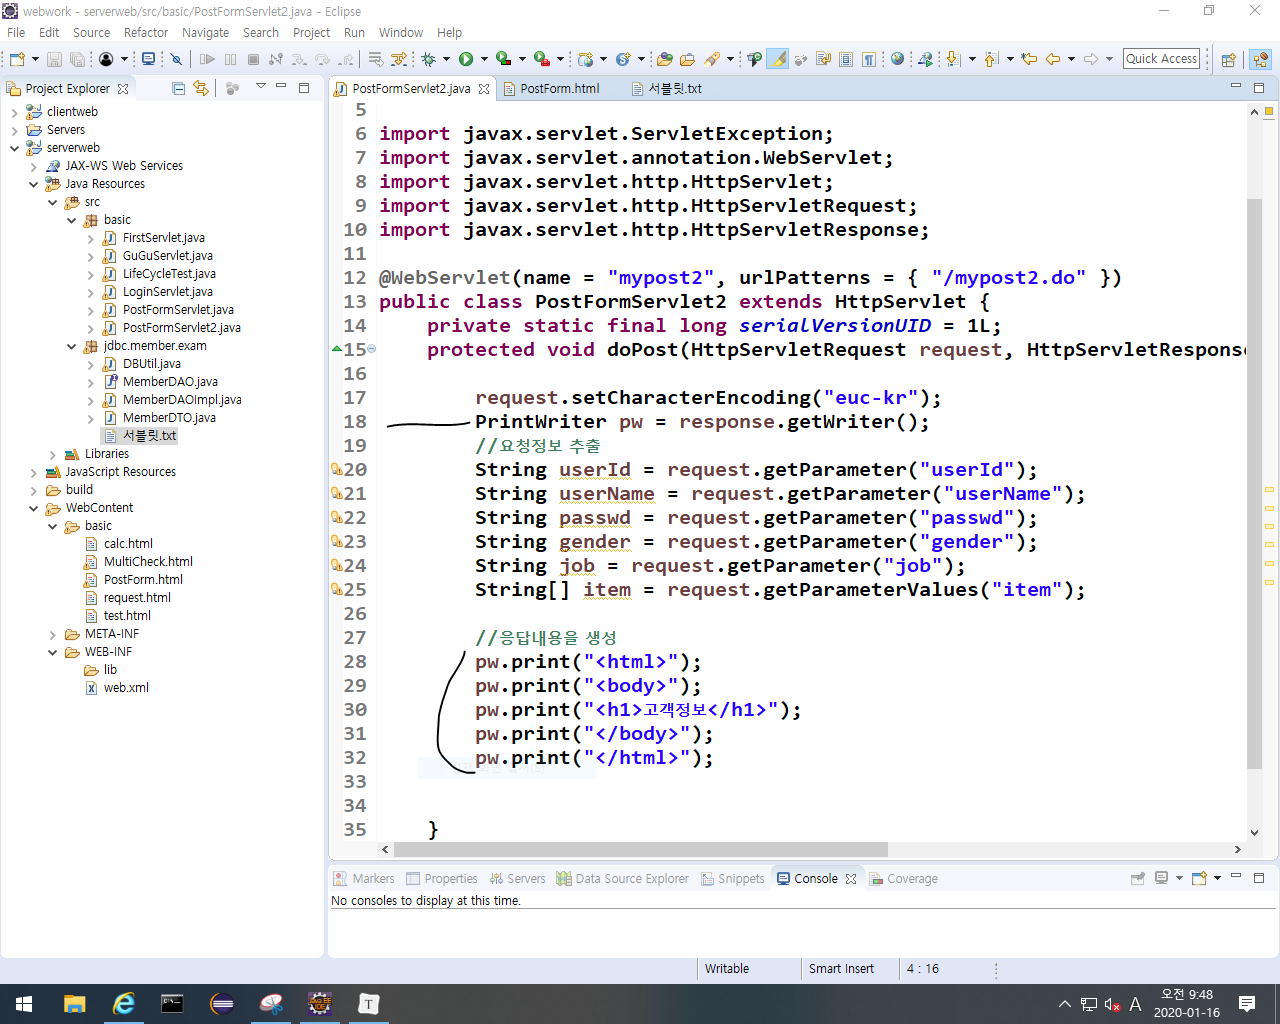 webwork - serverweb/src/basic/PostFormServlet2.java - Eclipse
File Edit Source Refactor Navigate Search Project Run Window Help
Quick Access
Project Explorer
clientweb
Servers
serverweb
JAX-WS Web Services
Java Resources
src
basic
FirstServlet.java
GuGuServlet.java
LifeCycleTest.java
LoginServlet.java
PostFormServlet.java
PostFormServlet2.java
jdbc.member.exam
DBUtil.java
MemberDAO.java
MemberDAOImpl.java
MemberDTO.java
서블릿.txt
Libraries
JavaScript Resources
build
WebContent
basic
calc.html
MultiCheck.html
PostForm.html
request.html
test.html
META-INF
WEB-INF
lib
web.xml
PostFormServlet2.java PostForm.html 서블릿.txt
5
6 import javax.servlet.ServletException;
7 import javax.servlet.annotation.WebServlet;
8 import javax.servlet.http.HttpServlet;
9 import javax.servlet.http.HttpServletRequest;
10 import javax.servlet.http.HttpServletResponse;
11
12 @WebServlet(name = "mypost2", urlPatterns = { "/mypost2.do" })
13 public class PostFormServlet2 extends HttpServlet {
14 private static final long serialVersionUID = 1L;
15 protected void doPost(HttpServletRequest request, HttpServletResponse
16
17 request.setCharacterEncoding("euc-kr");
18 PrintWriter pw = response.getWriter();
19 //요청정보 추출
20 String userId = request.getParameter("userId");
21 String userName = request.getParameter("userName");
22 String passwd = request.getParameter("passwd");
23 String gender = request.getParameter("gender");
24 String job = request.getParameter("job");
25 String[] item = request.getParameterValues("item");
26
27 //응답내용을 생성
28 pw.print("<html>");
29 pw.print("<body>");
30 pw.print("<h1>고객정보</h1>");
31 pw.print("</body>");
32 pw.print("</html>");
33
34
35 }
Markers Properties Servers Data Source Explorer Snippets Console Coverage
No consoles to display at this time.
Writable Smart Insert 4 : 16
T
A
오전 9:48
2020-01-16